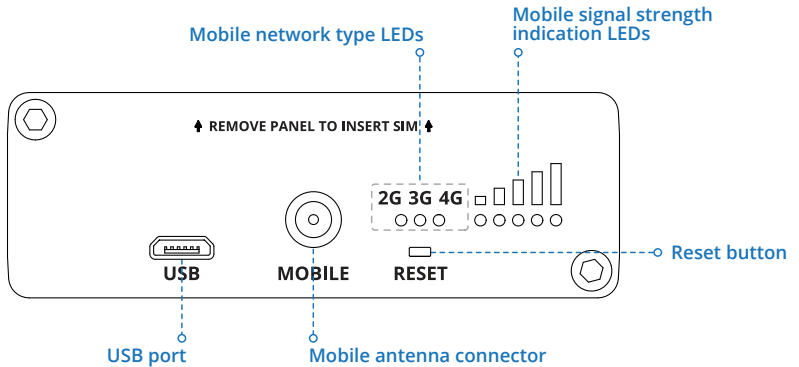 Mobile network type LEDs
Mobile signal strength
indication LEDs
REMOVE PANEL TO INSERT SIM
2G 3G 4G
USB
MOBILE
RESET
Reset button
USB port
Mobile antenna connector